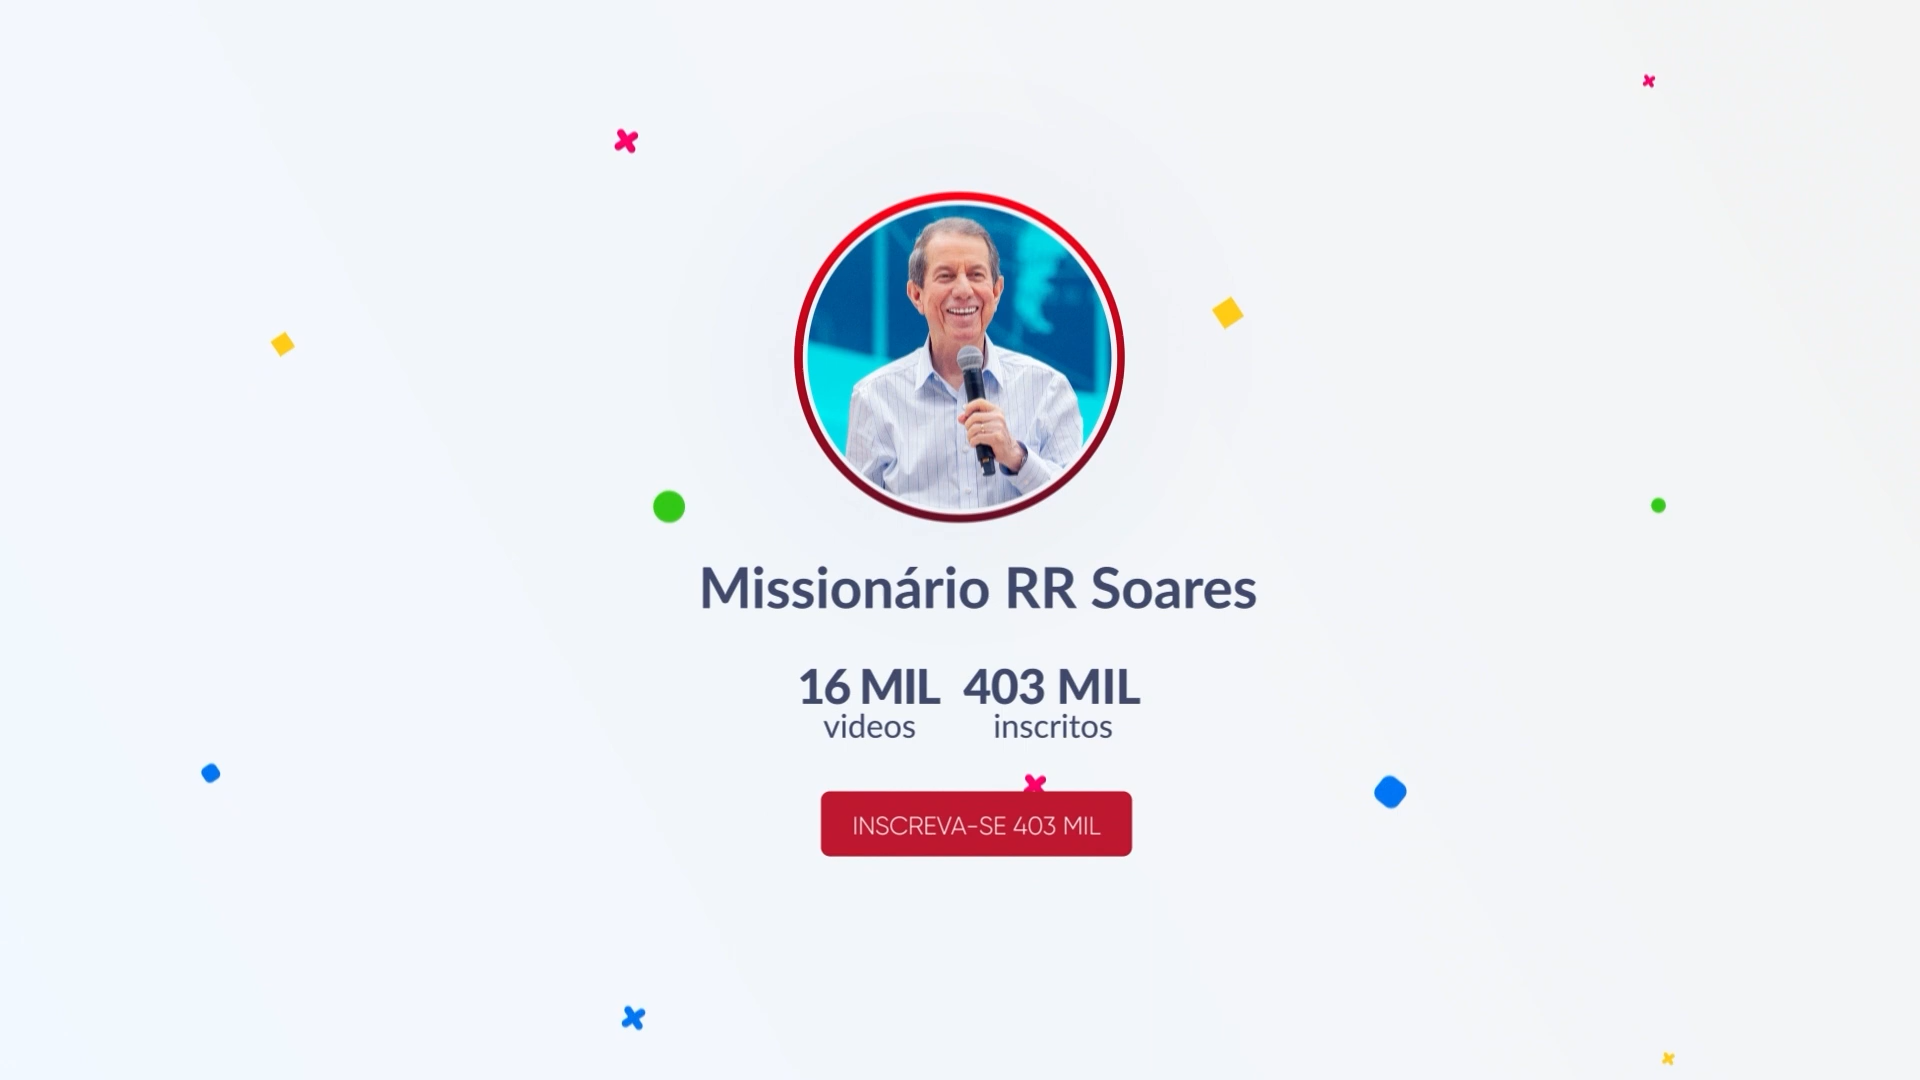 Missionário RR Soares
16 MIL 403 MIL
videos inscritos
INSCREVA-SE 403 MIL